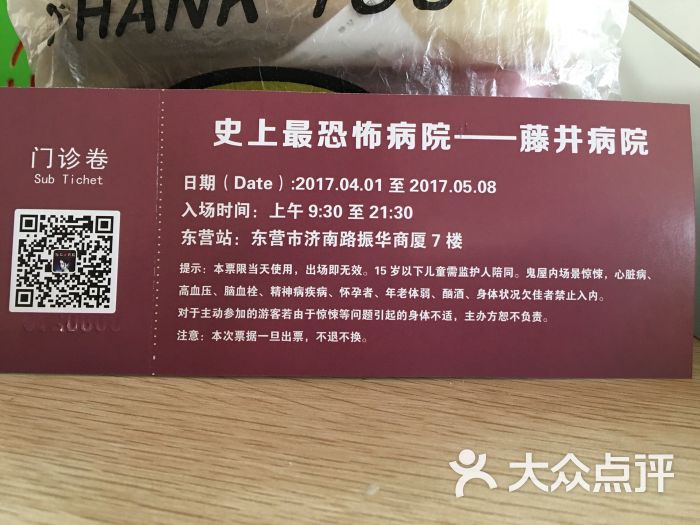 THANK YOU
门诊卷
Sub Tichet
史上最恐怖病院——藤井病院
日期（Date）:2017.04.01 至 2017.05.08
入场时间：上午 9:30 至 21:30
东营站：东营市济南路振华商厦 7 楼
提示：本票限当天使用，出场即无效。15 岁以下儿童需监护人陪同。鬼屋内场景惊悚，心脏病、
高血压、脑血栓、精神病疾病、怀孕者、年老体弱、酗酒、身体状况欠佳者禁止入内。
对于主动参加的游客若由于惊悚等问题引起的身体不适，主办方恕不负责。
注意：本次票据一旦出票，不退不换。
大众点评